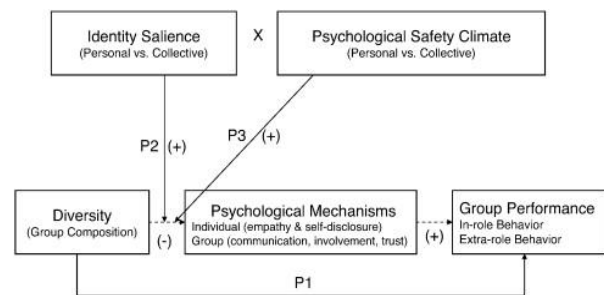 Identity Salience
(Personal vs. Collective)
X
Psychological Safety Climate
(Personal vs. Collective)
P2 (+)
P3 (+)
Diversity
(Group Composition)
(-)
Psychological Mechanisms
Individual (empathy & self-disclosure)
Group (communication, involvement, trust)
(+)
Group Performance
In-role Behavior
Extra-role Behavior
P1